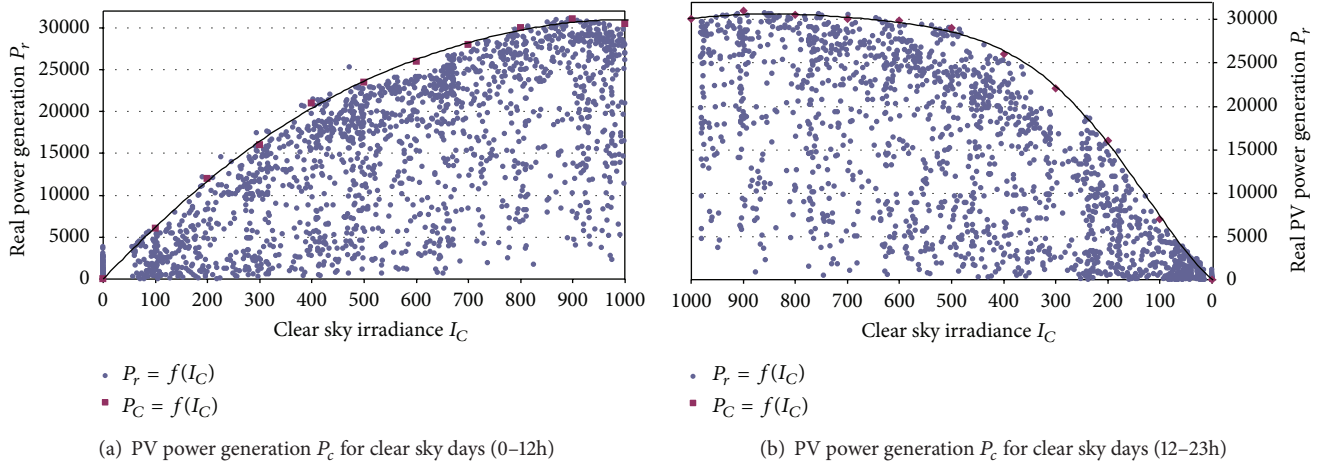 Real power generation P_r
30000
25000
20000
15000
10000
5000
0
0 100 200 300 400 500 600 700 800 900 1000
Clear sky irradiance I_C
P_r = f(I_C)
P_C = f(I_C)
(a) PV power generation P_c for clear sky days (0–12h)
30000
25000
20000
15000
10000
5000
0
Real PV power generation P_r
1000 900 800 700 600 500 400 300 200 100 0
Clear sky irradiance I_C
P_r = f(I_C)
P_C = f(I_C)
(b) PV power generation P_c for clear sky days (12–23h)